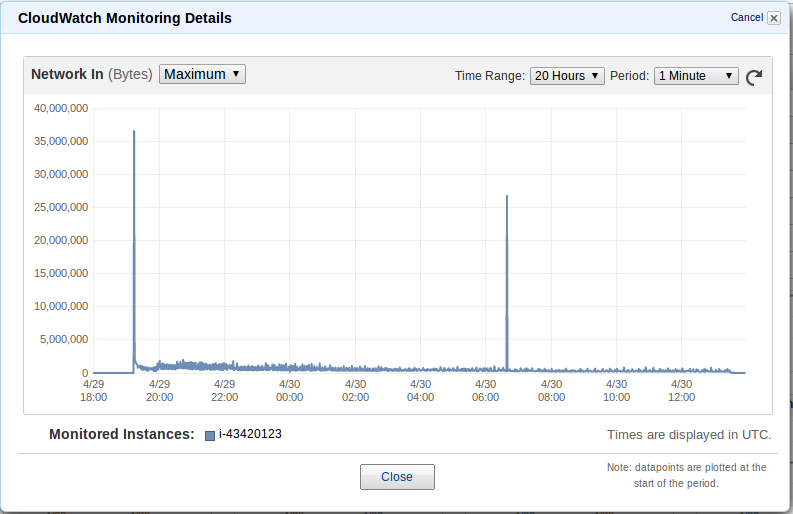 CloudWatch Monitoring Details
Cancel
Network In (Bytes) Maximum Time Range: 20 Hours Period: 1 Minute
40,000,000
35,000,000
30,000,000
25,000,000
20,000,000
15,000,000
10,000,000
5,000,000
0
4/29 4/29 4/29 4/30 4/30 4/30 4/30 4/30 4/30 4/30
18:00 20:00 22:00 00:00 02:00 04:00 06:00 08:00 10:00 12:00
Monitored Instances: i-43420123 Times are displayed in UTC.
Note: datapoints are plotted at the
start of the period.
Close